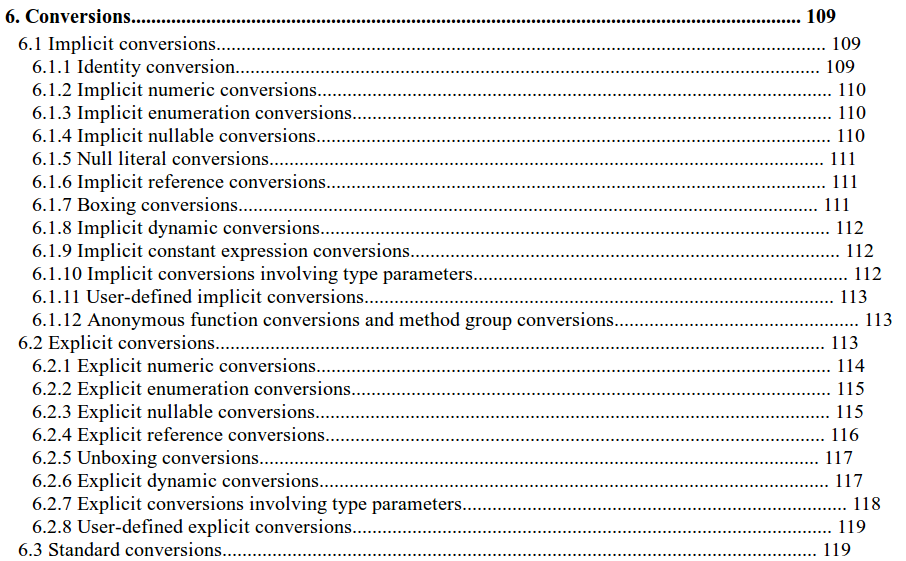 6. Conversions.......................................................................................................................................... 109
6.1 Implicit conversions............................................................................................................................. 109
6.1.1 Identity conversion......................................................................................................................... 109
6.1.2 Implicit numeric conversions.......................................................................................................... 110
6.1.3 Implicit enumeration conversions................................................................................................... 110
6.1.4 Implicit nullable conversions.......................................................................................................... 110
6.1.5 Null literal conversions................................................................................................................... 111
6.1.6 Implicit reference conversions........................................................................................................ 111
6.1.7 Boxing conversions........................................................................................................................ 111
6.1.8 Implicit dynamic conversions......................................................................................................... 112
6.1.9 Implicit constant expression conversions........................................................................................ 112
6.1.10 Implicit conversions involving type parameters............................................................................. 112
6.1.11 User-defined implicit conversions................................................................................................. 113
6.1.12 Anonymous function conversions and method group conversions.................................................. 113
6.2 Explicit conversions.............................................................................................................................. 113
6.2.1 Explicit numeric conversions.......................................................................................................... 114
6.2.2 Explicit enumeration conversions................................................................................................... 115
6.2.3 Explicit nullable conversions.......................................................................................................... 115
6.2.4 Explicit reference conversions........................................................................................................ 116
6.2.5 Unboxing conversions.................................................................................................................... 117
6.2.6 Explicit dynamic conversions......................................................................................................... 117
6.2.7 Explicit conversions involving type parameters............................................................................... 118
6.2.8 User-defined explicit conversions................................................................................................... 119
6.3 Standard conversions........................................................................................................................... 119